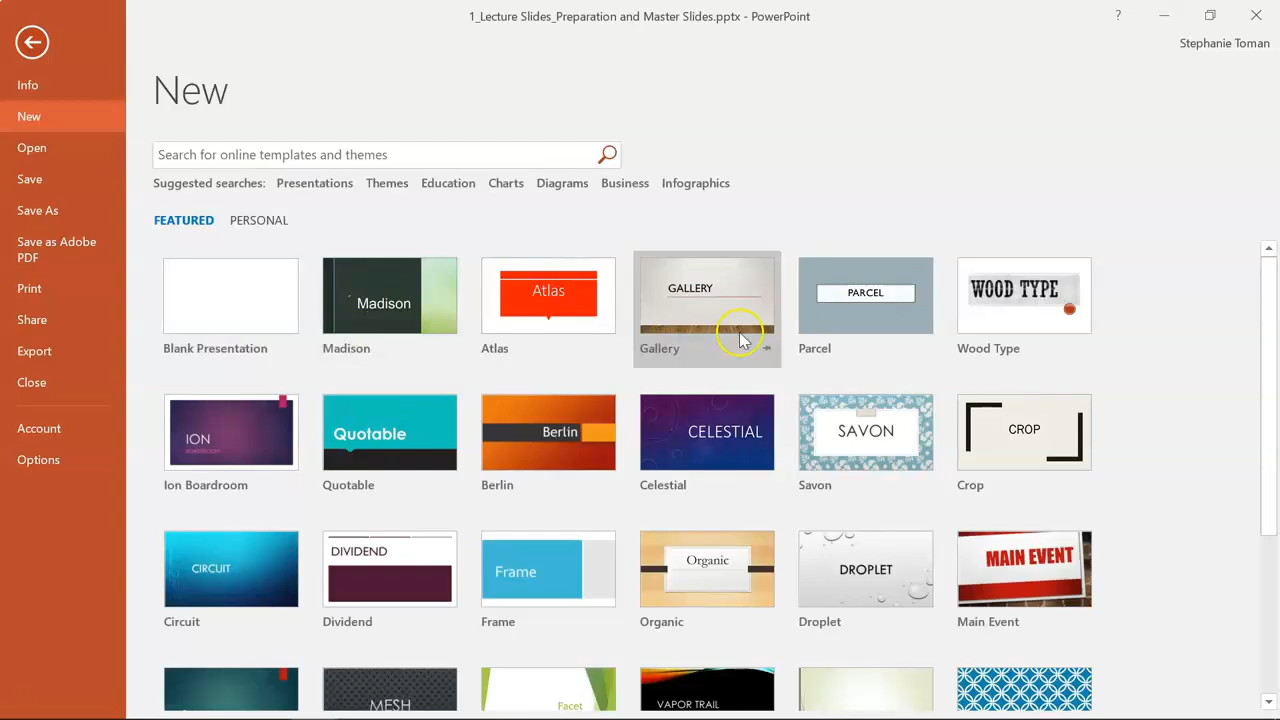 1_Lecture Slides_Preparation and Master Slides.pptx - PowerPoint
?
Stephanie Toman
Info
New
Open
Save
Save As
Save as Adobe
PDF
Print
Share
Export
Close
Account
Options
New
Search for online templates and themes
Suggested searches: Presentations Themes Education Charts Diagrams Business Infographics
FEATURED PERSONAL
Madison Atlas GALLERY PARCEL WOOD TYPE
Blank Presentation Madison Atlas Gallery Parcel Wood Type
ION Quotable Berlin CELESTIAL SAVON CROP
Ion Boardroom Quotable Berlin Celestial Savon Crop
CIRCUIT DIVIDEND Frame Organic DROPLET MAIN EVENT
Circuit Dividend Frame Organic Droplet Main Event
MESH Facet VAPOR TRAIL